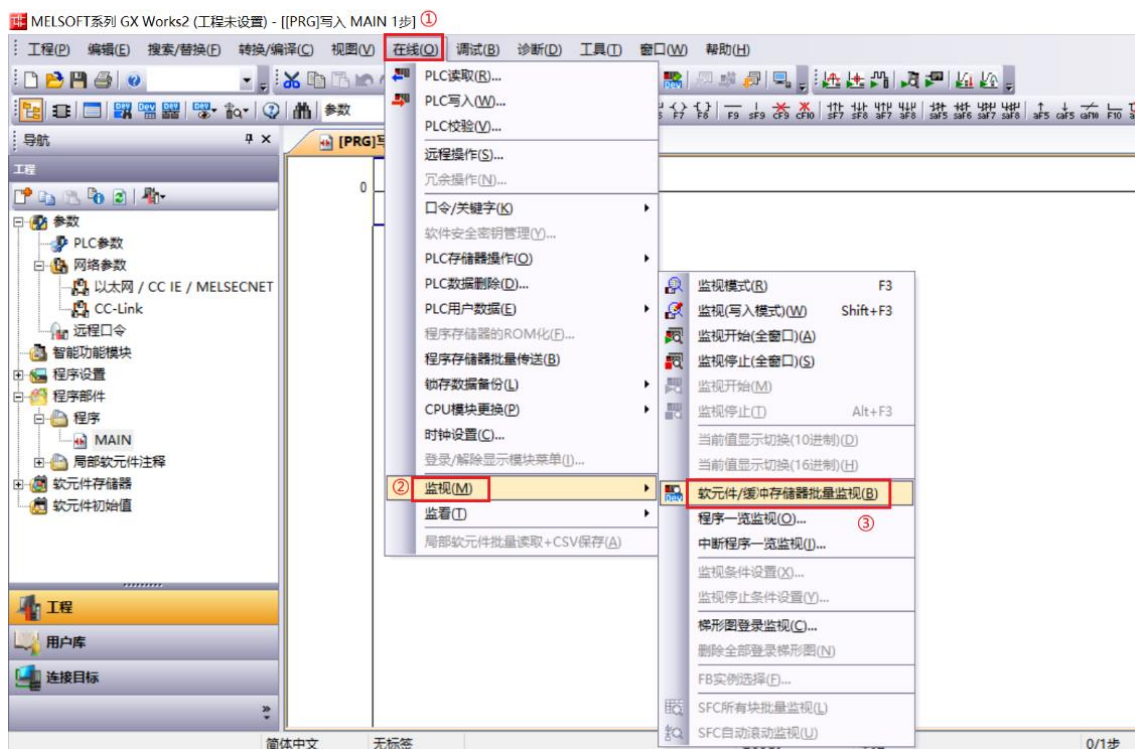 MELSOFT系列 GX Works2 (工程未设置) - [[PRG]写入 MAIN 1步] ①
工程(P) 编辑(E) 搜索/替换(F) 转换/编译(C) 视图(V) 在线(O) 调试(B) 诊断(D) 工具(T) 窗口(W) 帮助(H)
参数
导航
[PRG]写
工程
0
参数
PLC参数
网络参数
以太网 / CC IE / MELSECNET
CC-Link
远程口令
智能功能模块
程序设置
程序部件
程序
MAIN
局部软元件注释
软元件存储器
软元件初始值
工程
用户库
连接目标
PLC读取(R)...
PLC写入(W)...
PLC校验(V)...
远程操作(S)...
冗余操作(N)...
口令/关键字(K)
软件安全密钥管理(Y)...
PLC存储器操作(O)
PLC数据删除(D)...
PLC用户数据(E)
程序存储器的ROM化(F)...
程序存储器批量传送(B)
锁存数据备份(L)
CPU模块更换(P)
时钟设置(C)...
登录/解除显示模块菜单(I)...
② 监视(M)
监看(T)
局部软元件批量读取+CSV保存(A)
监视模式(R) F3
监视(写入模式)(W) Shift+F3
监视开始(全窗口)(A)
监视停止(全窗口)(S)
监视开始(M)
监视停止(T) Alt+F3
当前值显示切换(10进制)(D)
当前值显示切换(16进制)(H)
软元件/缓冲存储器批量监视(B)
程序一览监视(O)... ③
中断程序一览监视(I)...
监视条件设置(X)...
监视停止条件设置(Y)...
梯形图登录监视(C)...
删除全部登录梯形图(N)
FB实例选择(F)...
SFC所有块批量监视(L)
SFC自动滚动监视(U)
简体中文 无标签 0/1步